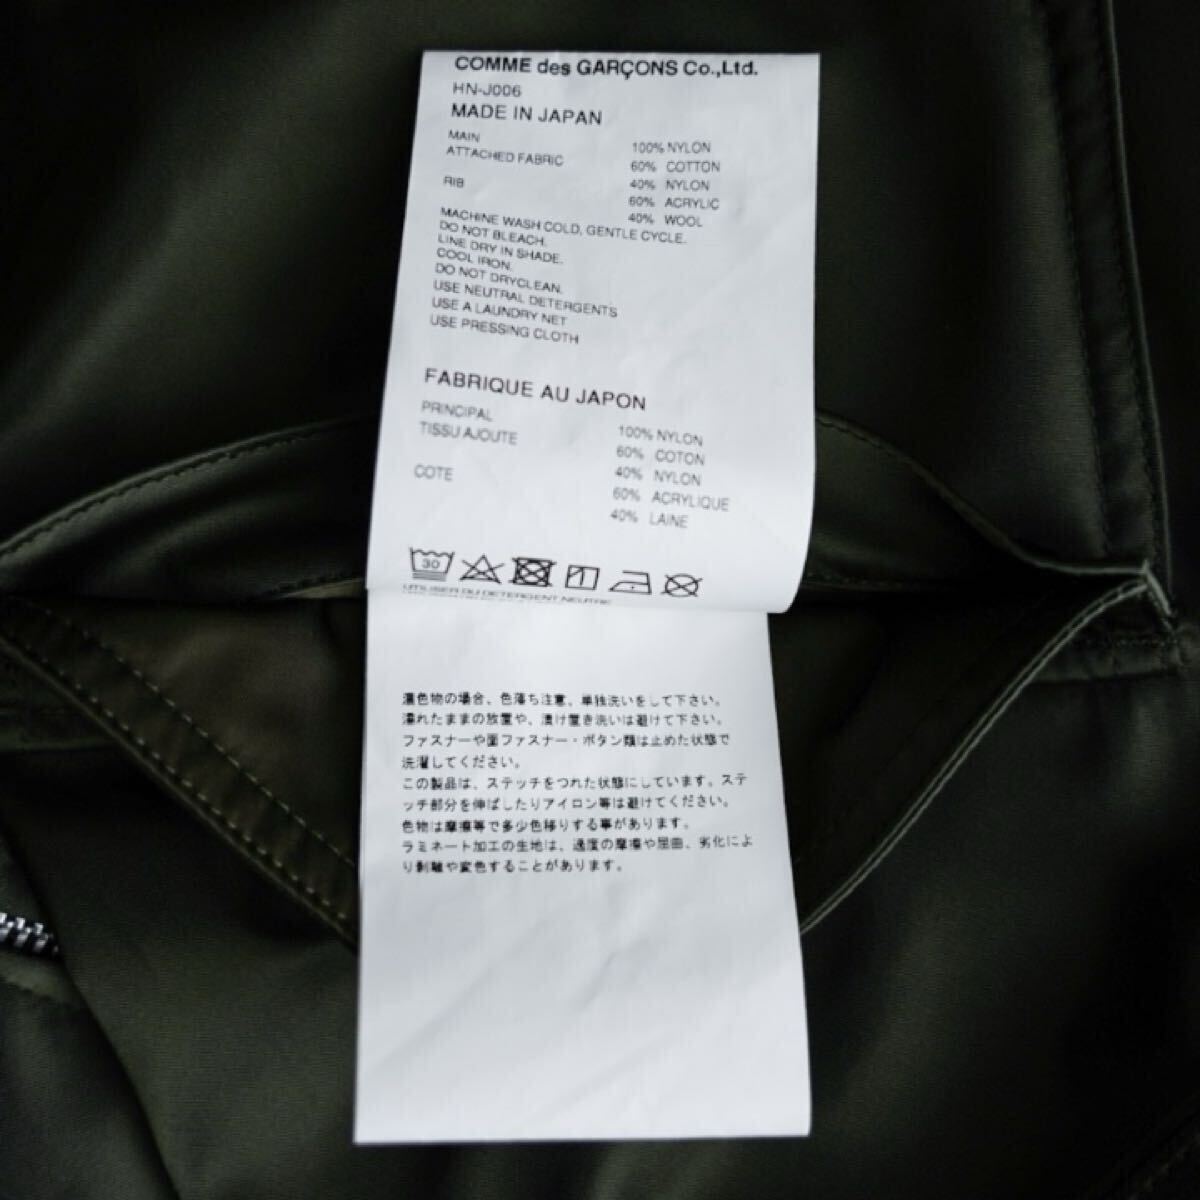 COMME des GARÇONS Co.,Ltd.
HN-J006
MADE IN JAPAN
MAIN 100% NYLON
ATTACHED FABRIC 60% COTTON
40% NYLON
RIB 60% ACRYLIC
40% WOOL
MACHINE WASH COLD, GENTLE CYCLE.
DO NOT BLEACH.
LINE DRY IN SHADE.
COOL IRON.
DO NOT DRYCLEAN.
USE NEUTRAL DETERGENTS
USE A LAUNDRY NET
USE PRESSING CLOTH
FABRIQUE AU JAPON
PRINCIPAL 100% NYLON
TISSU AJOUTE 60% COTON
40% NYLON
COTE 60% ACRYLIQUE
40% LAINE
30
UTILISER DU DETERGENT NEUTRE
濃色物の場合、色落ち注意、単独洗いをして下さい。
濡れたままの放置や、漬け置き洗いは避けて下さい。
ファスナーや面ファスナー・ボタン類は止めた状態で
洗濯してください。
この製品は、ステッチをつれた状態にしています。ステ
ッチ部分を伸ばしたりアイロン等は避けてください。
色物は摩擦等で多少色移りする事があります。
ラミネート加工の生地は、過度の摩擦や屈曲、劣化によ
り剥離や変色することがあります。